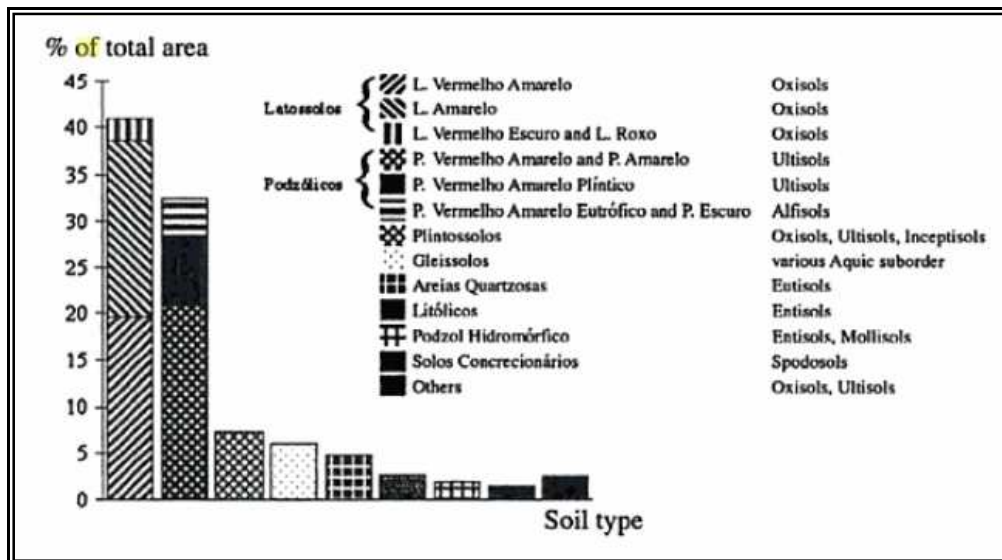 % of total area
45
40
35
30
25
20
15
10
5
0
Latossolos
L. Vermelho Amarelo Oxisols
L. Amarelo Oxisols
L. Vermelho Escuro and L. Roxo Oxisols
Podzólicos
P. Vermelho Amarelo and P. Amarelo Ultisols
P. Vermelho Amarelo Plíntico Ultisols
P. Vermelho Amarelo Eutrófico and P. Escuro Alfisols
Plintossolos Oxisols, Ultisols, Inceptisols
Gleissolos various Aquic suborder
Areias Quartzosas Entisols
Litólicos Entisols
Podzol Hidromórfico Entisols, Mollisols
Solos Concrecionários Spodosols
Others Oxisols, Ultisols
Soil type